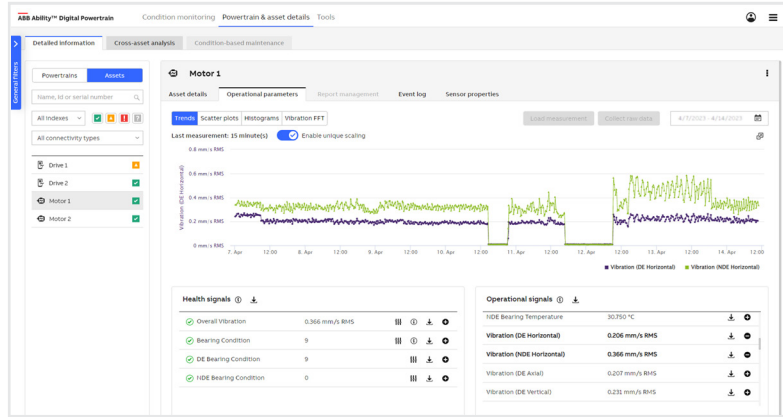 ABB Ability™ Digital Powertrain
Condition monitoring Powertrain & asset details Tools
Detailed information Cross-asset analysis Condition-based maintenance
General filters
Powertrains Assets
Name, id or serial number
All indexes
All connectivity types
Drive 1
Drive 2
Motor 1
Motor 2
Motor 1
Asset details Operational parameters Report management Event log Sensor properties
Trends Scatter plots Histograms Vibration FFT
Load measurement Collect raw data 4/7/2023 - 4/14/2023
Last measurement: 15 minute(s) Enable unique scaling
Vibration (DE Horizontal)
0.8 mm/s RMS
0.6 mm/s RMS
0.4 mm/s RMS
0.2 mm/s RMS
0 mm/s RMS
7. Apr 12:00 8. Apr 12:00 9. Apr 12:00 10. Apr 12:00 11. Apr 12:00 12. Apr 12:00 13. Apr 12:00 14. Apr 12:00
Vibration (DE Horizontal) Vibration (NDE Horizontal)
Health signals
Overall Vibration 0.366 mm/s RMS
Bearing Condition 9
DE Bearing Condition 9
NDE Bearing Condition 0
Operational signals
NDE Bearing Temperature 30.750 °C
Vibration (DE Horizontal) 0.206 mm/s RMS
Vibration (NDE Horizontal) 0.366 mm/s RMS
Vibration (DE Axial) 0.207 mm/s RMS
Vibration (DE Vertical) 0.231 mm/s RMS